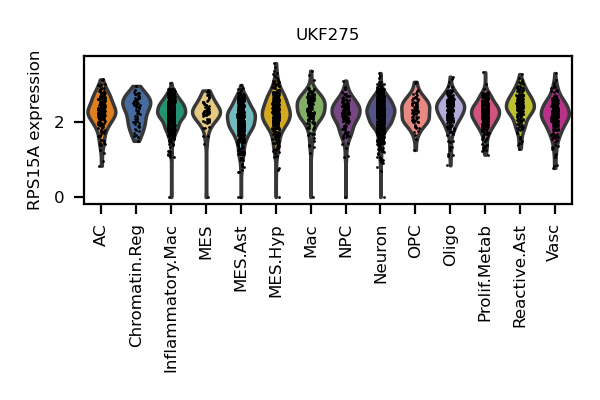 UKF275
RPS15A expression
2
0
AC
Chromatin.Reg
Inflammatory.Mac
MES
MES.Ast
MES.Hyp
Mac
NPC
Neuron
OPC
Oligo
Prolif.Metab
Reactive.Ast
Vasc